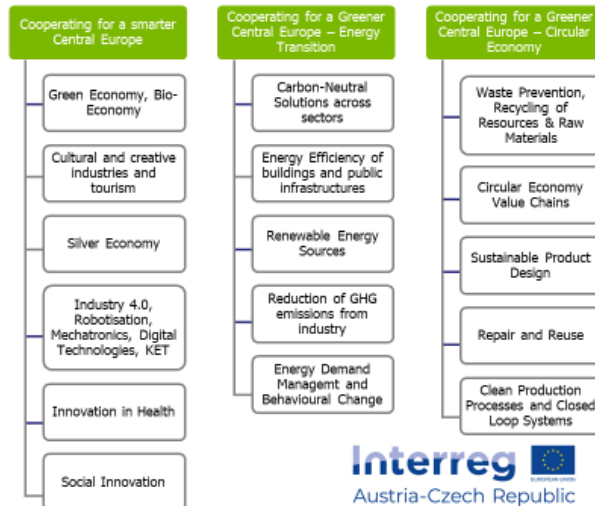 Cooperating for a smarter
Central Europe
Green Economy, Bio-
Economy
Cultural and creative
industries and
tourism
Silver Economy
Industry 4.0,
Robotisation,
Mechatronics, Digital
Technologies, KET
Innovation in Health
Social Innovation
Cooperating for a Greener
Central Europe – Energy
Transition
Carbon-Neutral
Solutions across
sectors
Energy Efficiency of
buildings and public
infrastructures
Renewable Energy
Sources
Reduction of GHG
emissions from
industry
Energy Demand
Managemt and
Behavioural Change
Cooperating for a Greener
Central Europe – Circular
Economy
Waste Prevention,
Recycling of
Resources & Raw
Materials
Circular Economy
Value Chains
Sustainable Product
Design
Repair and Reuse
Clean Production
Processes and Closed
Loop Systems
Interreg
EUROPEAN UNION
Austria-Czech Republic